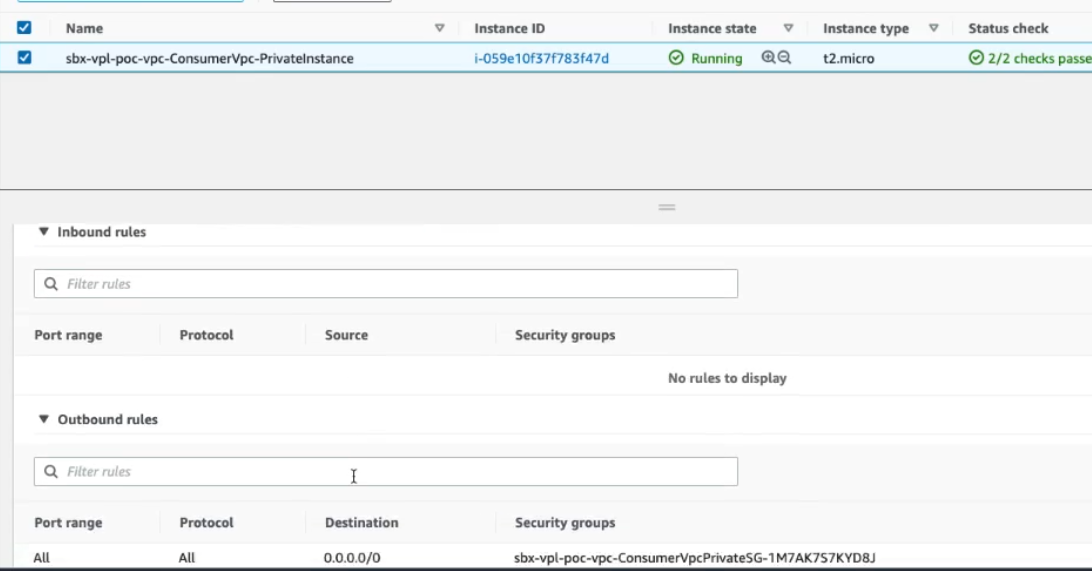 Name Instance ID Instance state Instance type Status check
sbx-vpl-poc-vpc-ConsumerVpc-PrivateInstance i-059e10f37f783f47d Running t2.micro 2/2 checks passe
Inbound rules
Filter rules
Port range Protocol Source Security groups
No rules to display
Outbound rules
Filter rules
Port range Protocol Destination Security groups
All All 0.0.0.0/0 sbx-vpl-poc-vpc-ConsumerVpcPrivateSG-1M7AK7S7KYD8J